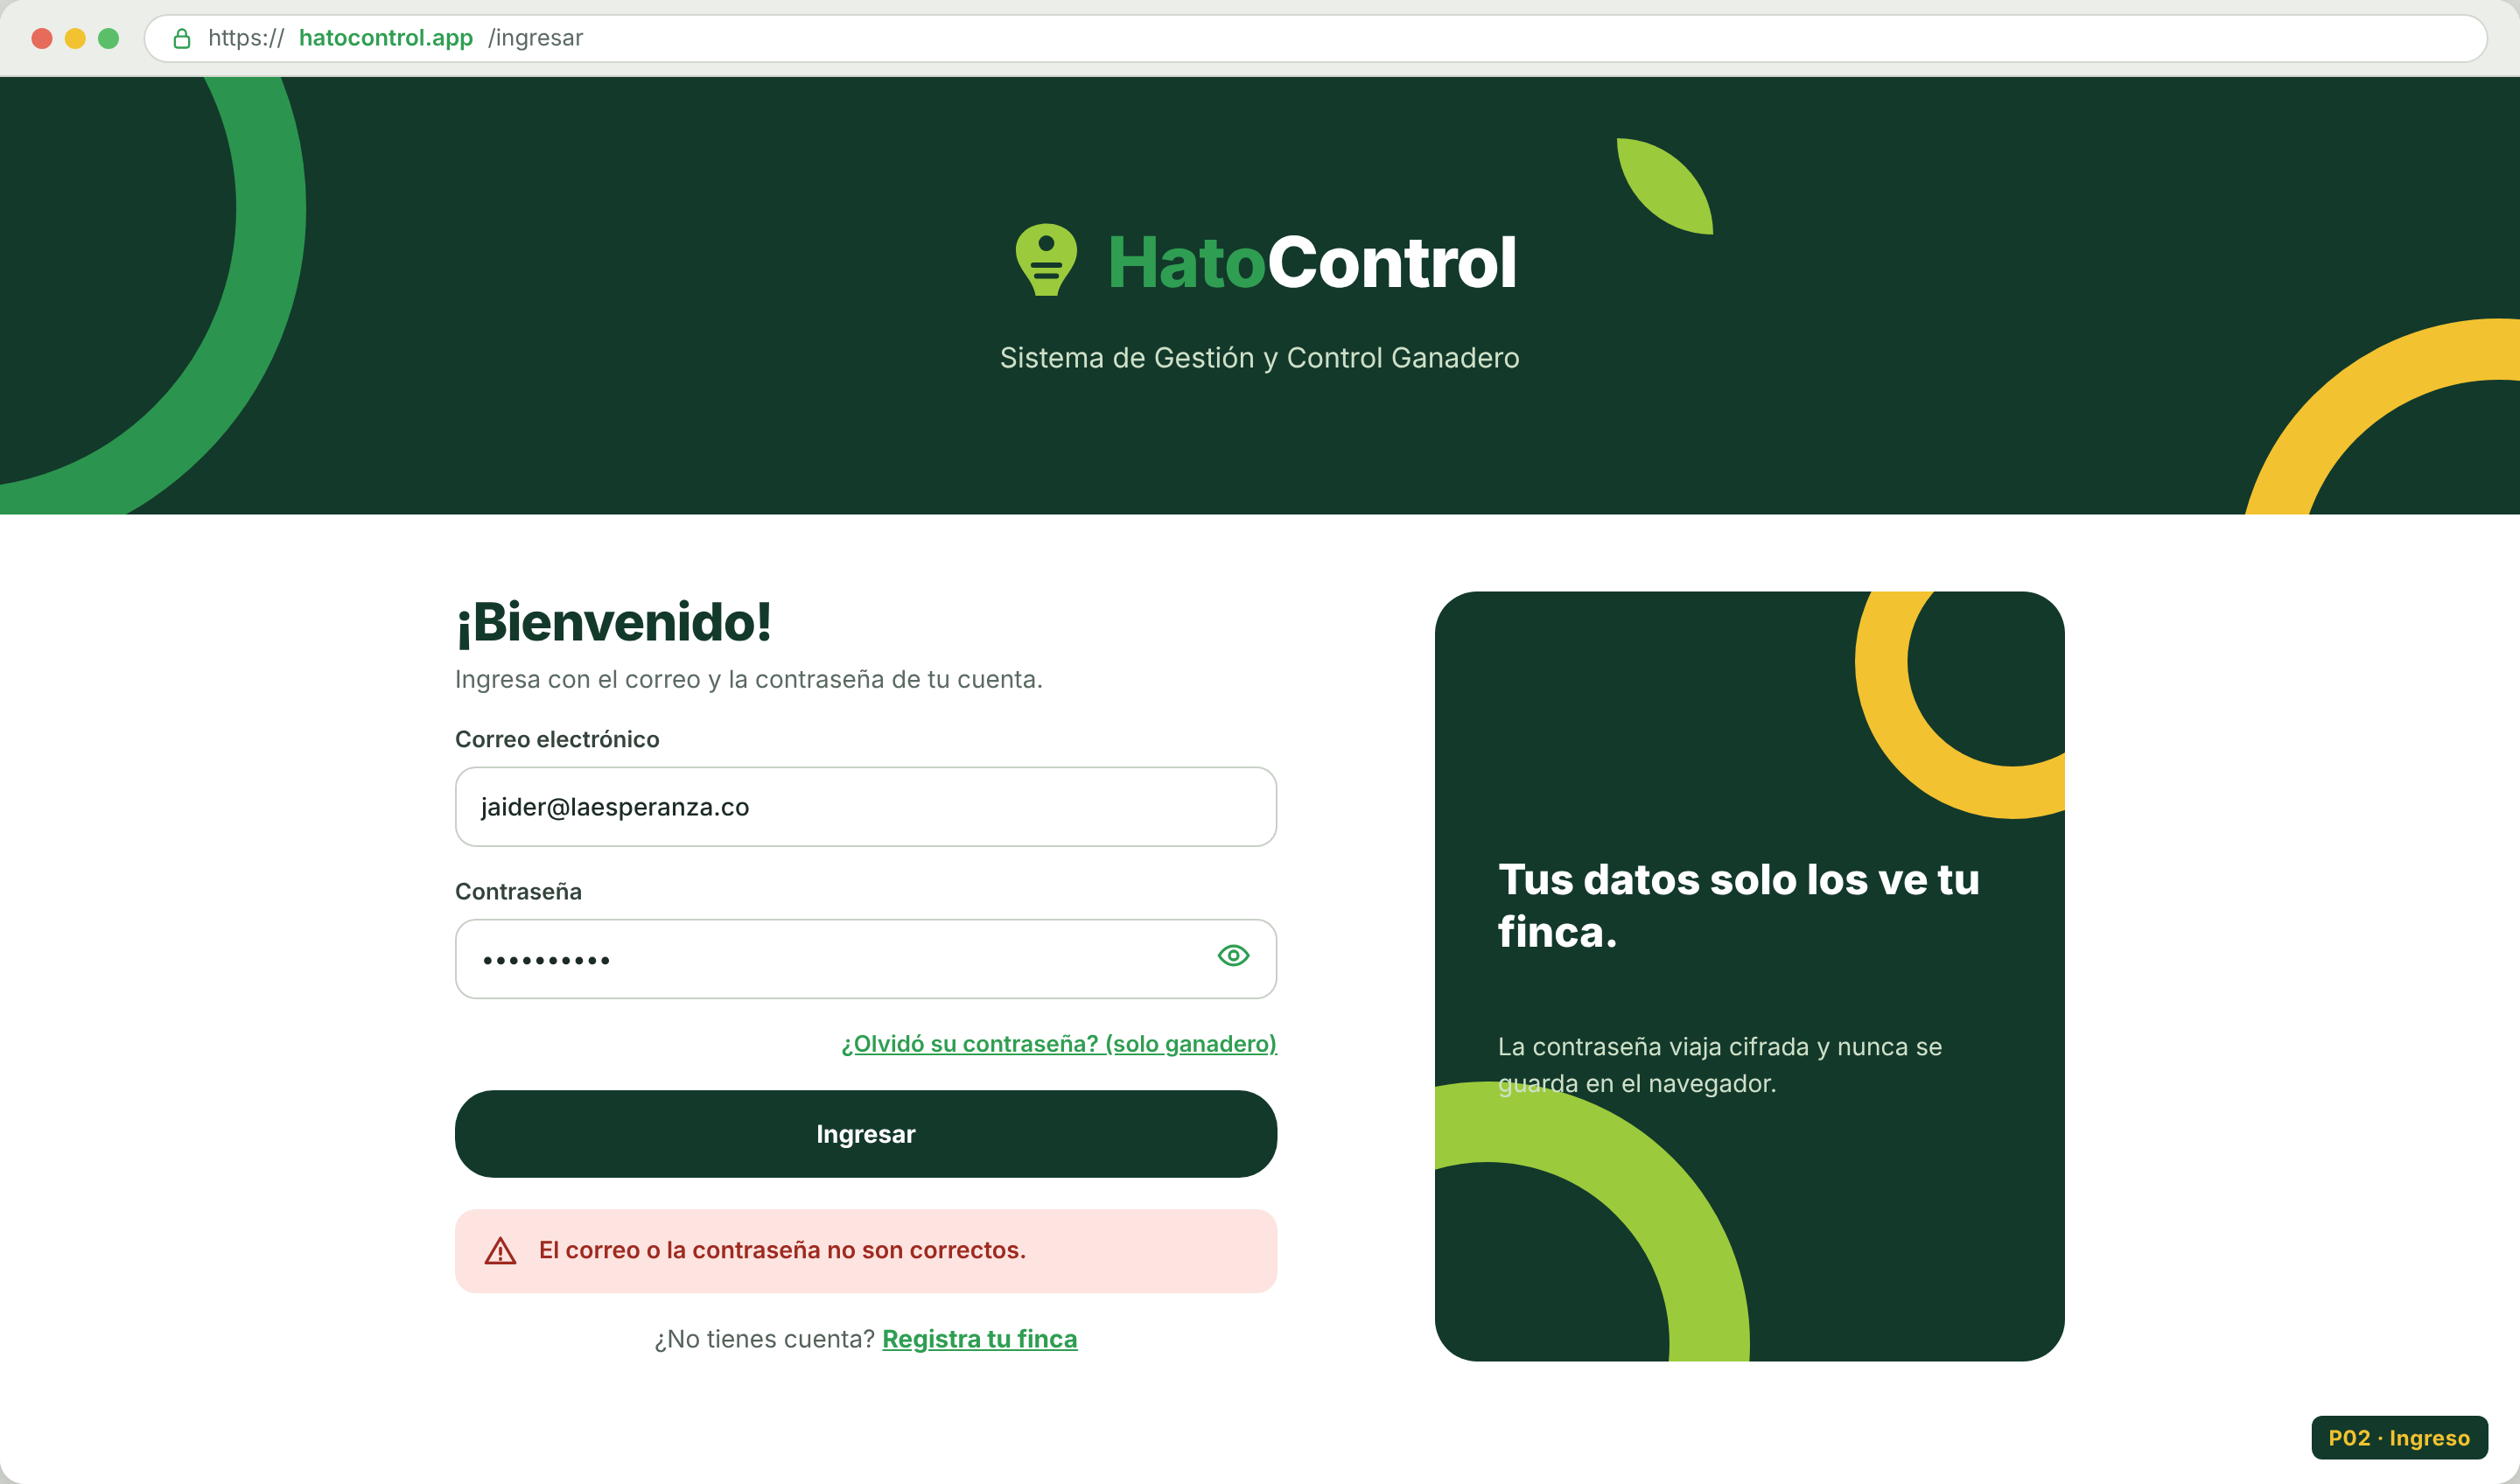 https:// hatocontrol.app /ingresar
HatoControl
Sistema de Gestión y Control Ganadero
¡Bienvenido!
Ingresa con el correo y la contraseña de tu cuenta.
Correo electrónico
jaider@laesperanza.co
Contraseña
••••••••••
¿Olvidó su contraseña? (solo ganadero)
Ingresar
El correo o la contraseña no son correctos.
¿No tienes cuenta? Registra tu finca
Tus datos solo los ve tu
finca.
La contraseña viaja cifrada y nunca se
guarda en el navegador.
P02 · Ingreso